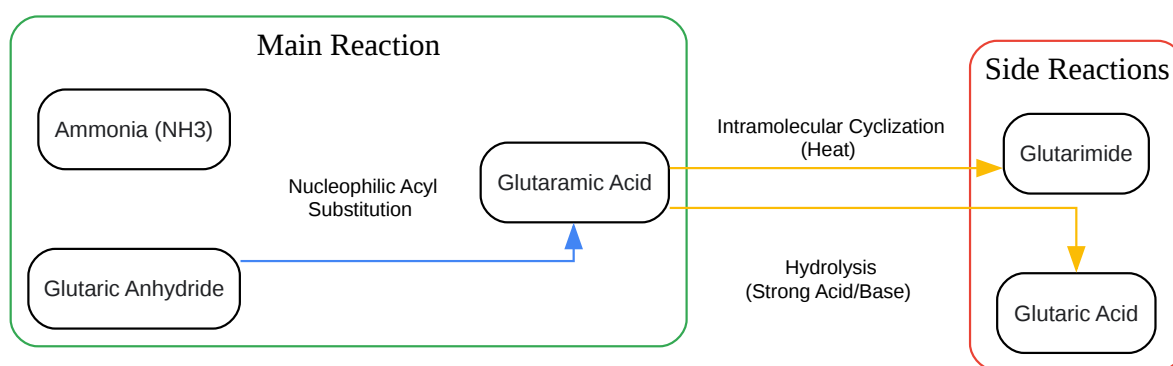 Main Reaction
Ammonia (NH3)
Glutaric Anhydride
Nucleophilic Acyl
Substitution
Glutaramic Acid
Intramolecular Cyclization
(Heat)
Hydrolysis
(Strong Acid/Base)
Side Reactions
Glutarimide
Glutaric Acid